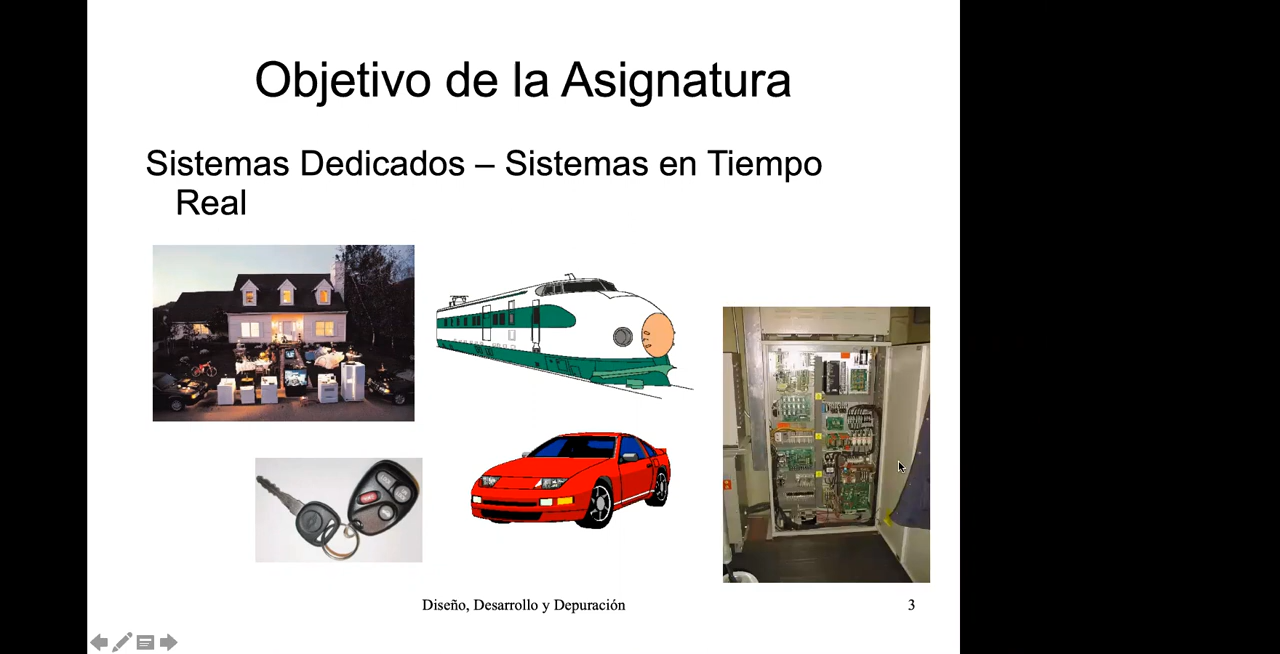 Objetivo de la Asignatura
Sistemas Dedicados – Sistemas en Tiempo
Real
Diseño, Desarrollo y Depuración
3